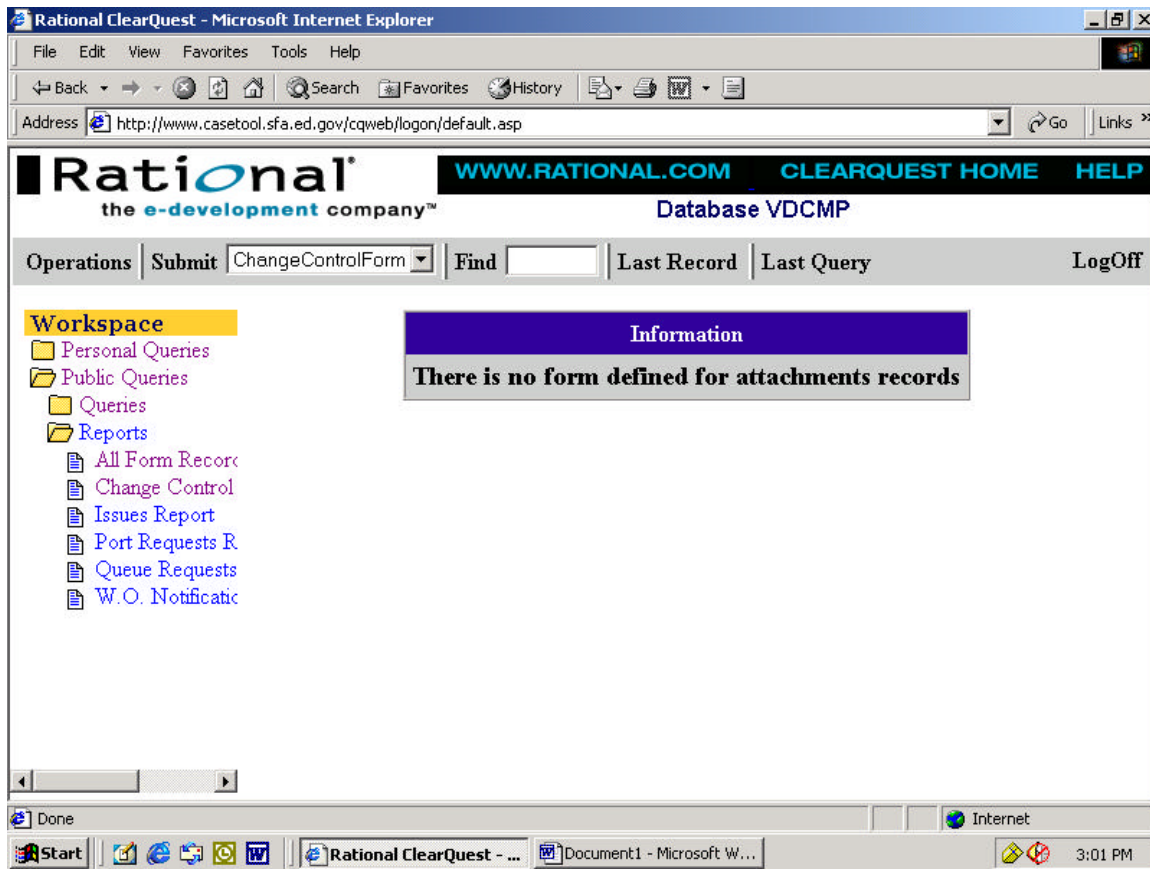 Rational ClearQuest - Microsoft Internet Explorer
File Edit View Favorites Tools Help
Back Search Favorites History
Address http://www.casetool.sfa.ed.gov/cqweb/logon/default.asp Go Links »
Rational® WWW.RATIONAL.COM CLEARQUEST HOME HELP
the e-development company™ Database VDCMP
Operations Submit ChangeControlForm Find Last Record Last Query LogOff
Workspace
Information
Personal Queries
There is no form defined for attachments records
Public Queries
Queries
Reports
All Form Recorc
Change Control
Issues Report
Port Requests R
Queue Requests
W.O. Notificatic
Done Internet
Start Rational ClearQuest - ... Document1 - Microsoft W... 3:01 PM